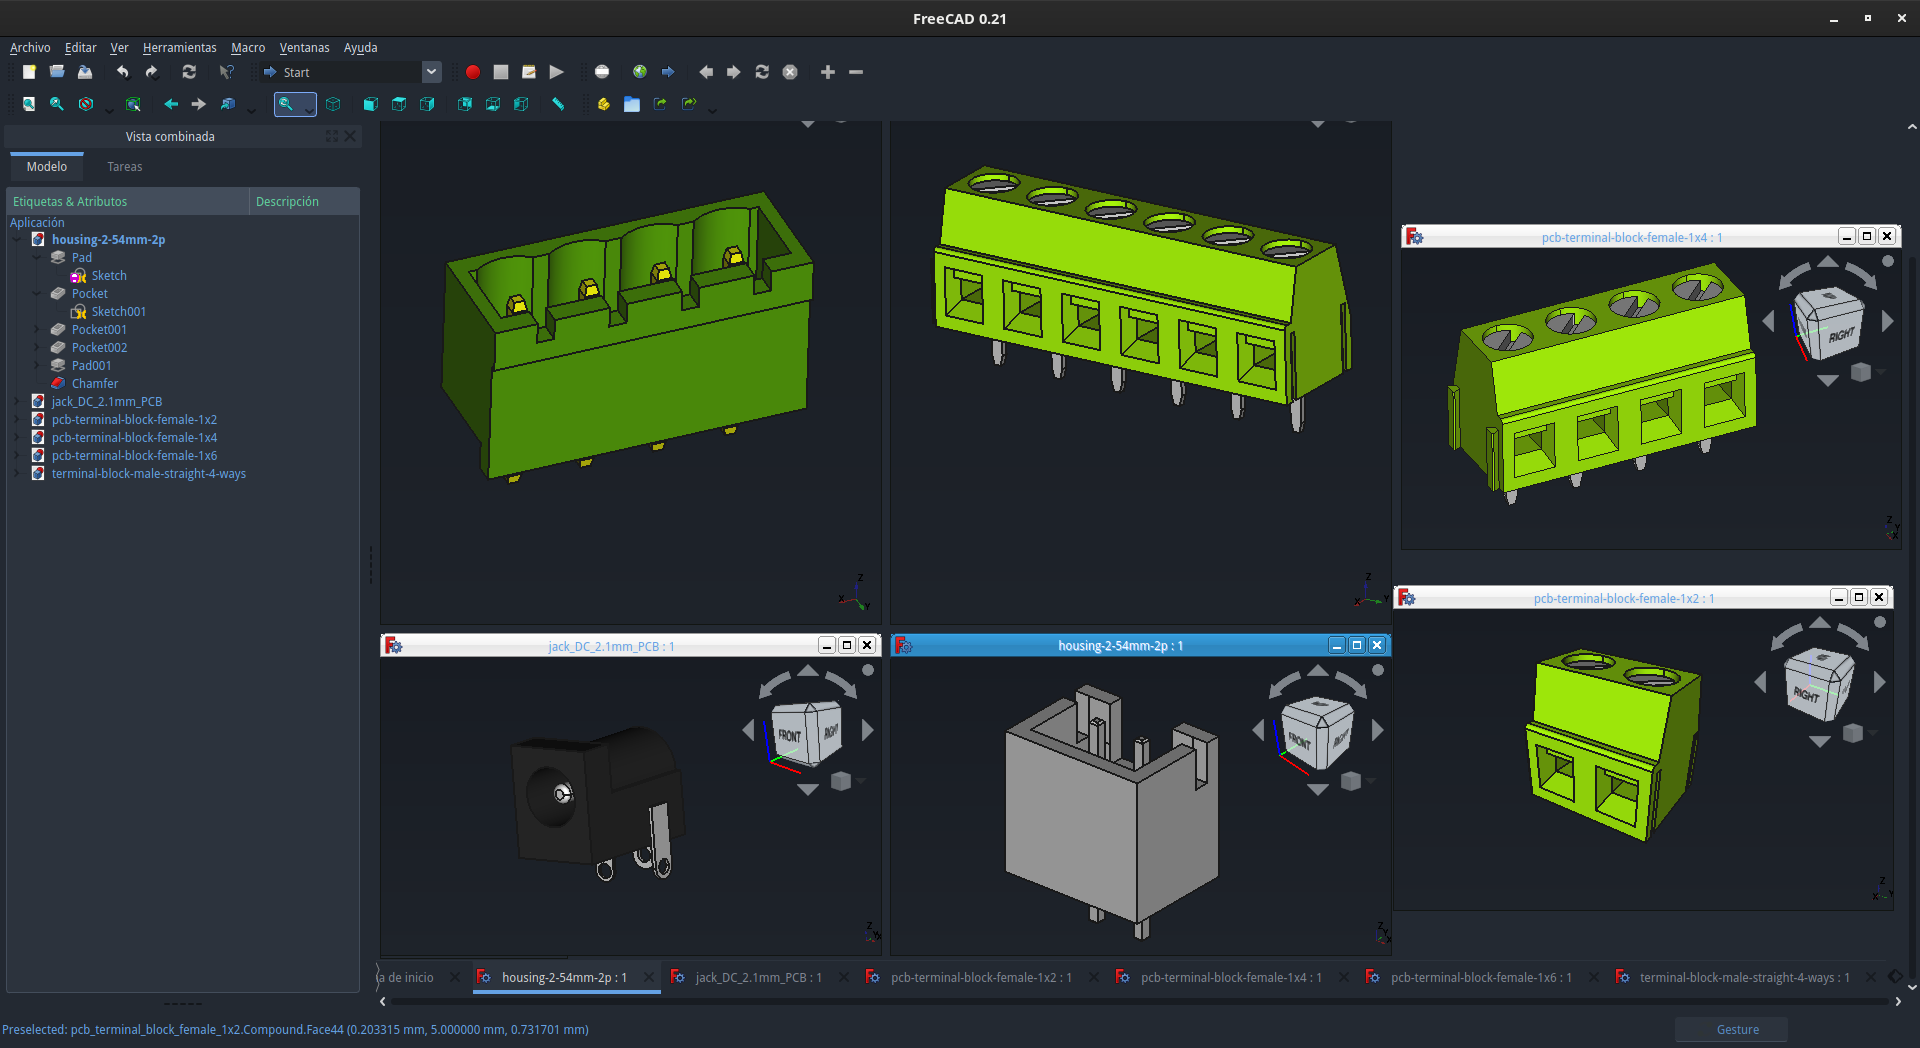 FreeCAD 0.21
Archivo Editar Ver Herramientas Macro Ventanas Ayuda
Start
Vista combinada
Modelo Tareas
Etiquetas & Atributos Descripción
Aplicación
housing-2-54mm-2p
Pad
Sketch
Pocket
Sketch001
Pocket001
Pocket002
Pad001
Chamfer
jack_DC_2.1mm_PCB
pcb-terminal-block-female-1x2
pcb-terminal-block-female-1x4
pcb-terminal-block-female-1x6
terminal-block-male-straight-4-ways
Z
X
Y
Z
X
pcb-terminal-block-female-1x4 : 1
RIGHT
Z
X
pcb-terminal-block-female-1x2 : 1
RIGHT
Z
X
jack_DC_2.1mm_PCB : 1
FRONT RIGHT
Z
housing-2-54mm-2p : 1
FRONT RIGHT
Z
a de inicio housing-2-54mm-2p : 1 jack_DC_2.1mm_PCB : 1 pcb-terminal-block-female-1x2 : 1 pcb-terminal-block-female-1x4 : 1 pcb-terminal-block-female-1x6 : 1 terminal-block-male-straight-4-ways : 1
Preselected: pcb_terminal_block_female_1x2.Compound.Face44 (0.203315 mm, 5.000000 mm, 0.731701 mm)
Gesture